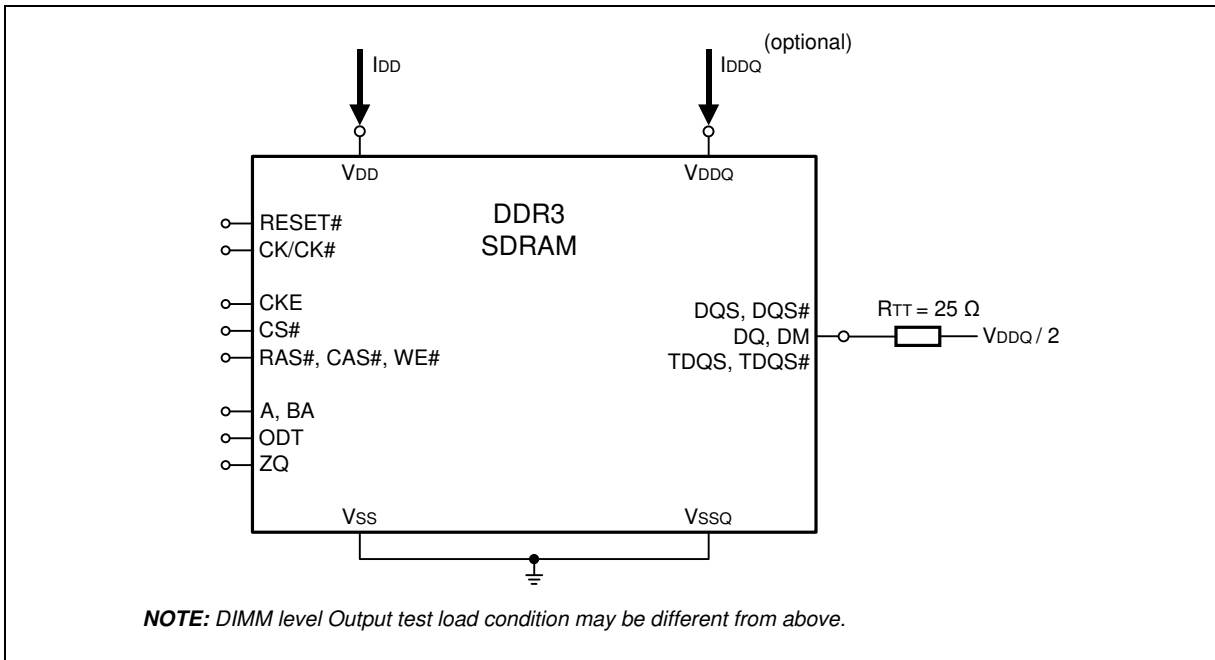 (optional)
IDD
IDDQ
VDD
VDDQ
DDR3
SDRAM
RESET#
CK/CK#
CKE
CS#
RAS#, CAS#, WE#
A, BA
ODT
ZQ
DQS, DQS#
DQ, DM
TDQS, TDQS#
RTT = 25 Ω
VDDQ / 2
VSS
VSSQ
NOTE: DIMM level Output test load condition may be different from above.